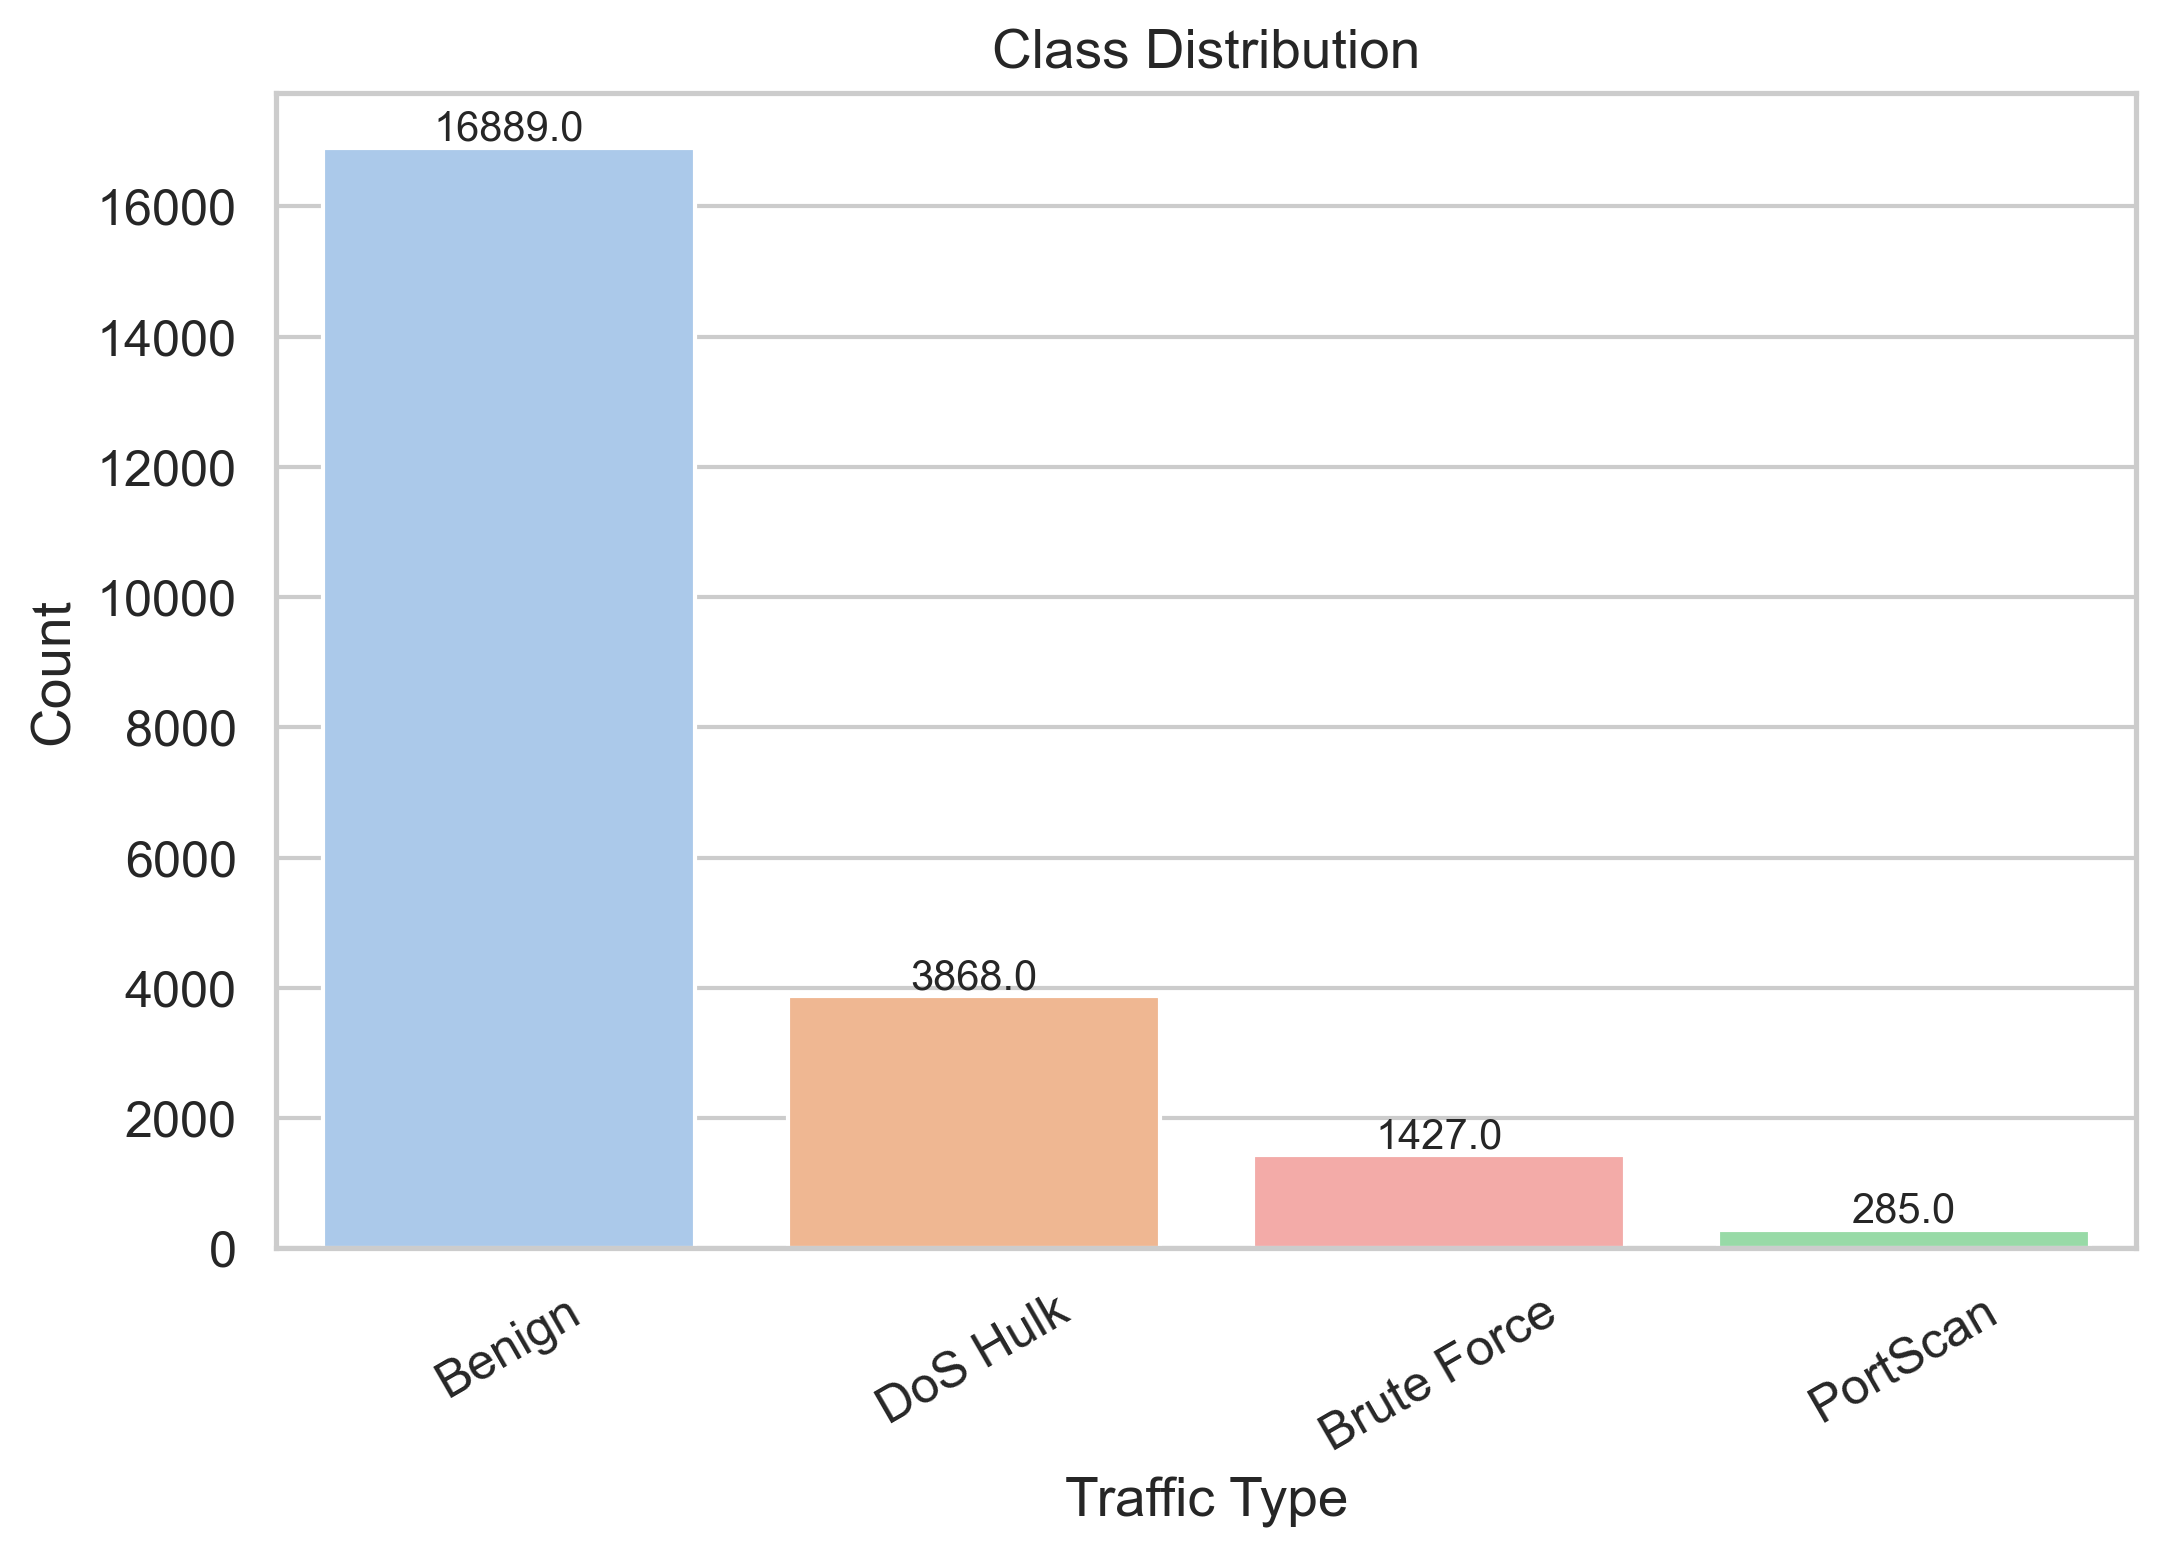 Class Distribution
16889.0
16000
14000
12000
10000
8000
6000
4000
2000
0
Count
3868.0
1427.0
285.0
Benign
DoS Hulk
Brute Force
PortScan
Traffic Type